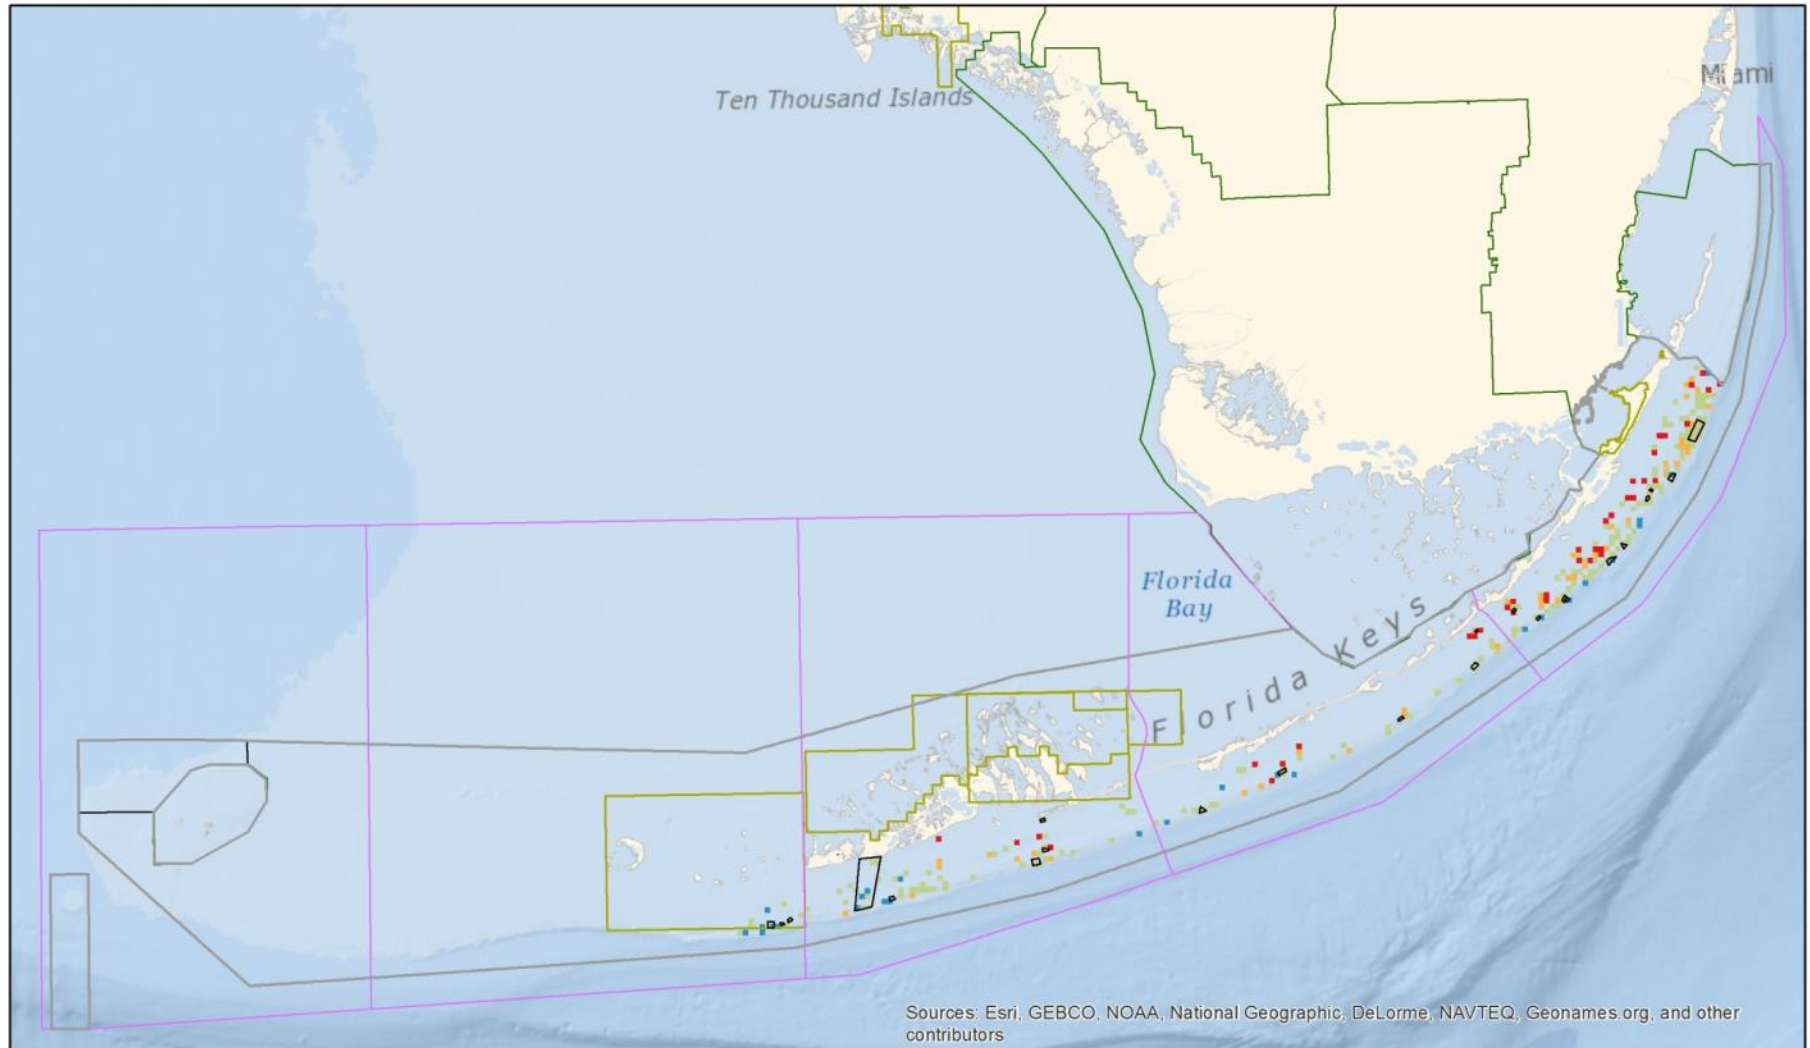 Miami
Ten Thousand Islands
Florida
Bay
Florida Keys
Sources: Esri, GEBCO, NOAA, National Geographic, DeLorme, NAVTEQ, Geonames.org, and other
contributors